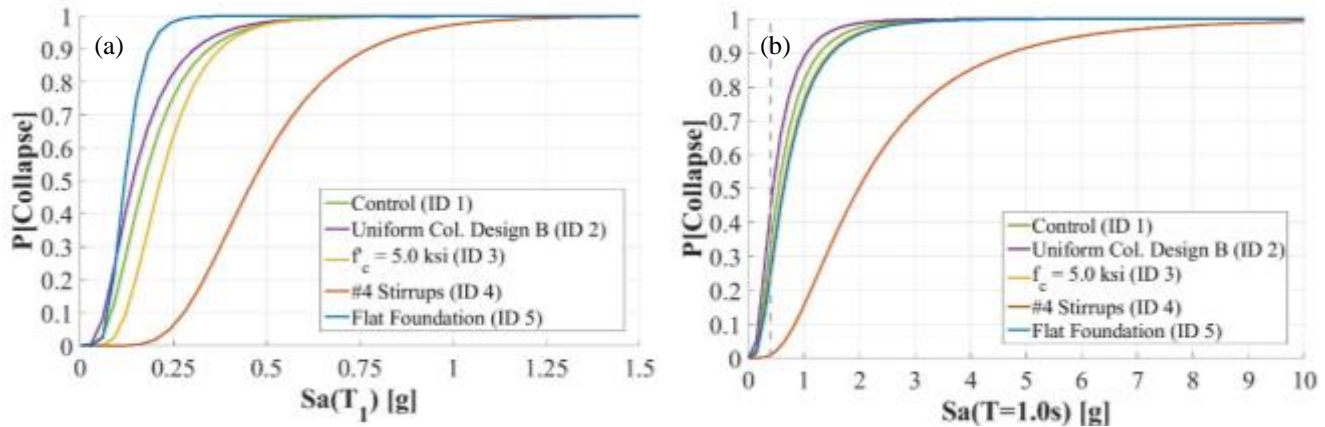 (a)
P[Collapse]
1
0.9
0.8
0.7
0.6
0.5
0.4
0.3
0.2
0.1
0
Control (ID 1)
Uniform Col. Design B (ID 2)
f'c = 5.0 ksi (ID 3)
#4 Stirrups (ID 4)
Flat Foundation (ID 5)
0 0.25 0.5 0.75 1 1.25 1.5
Sa(T1) [g]
(b)
P[Collapse]
1
0.9
0.8
0.7
0.6
0.5
0.4
0.3
0.2
0.1
0
Control (ID 1)
Uniform Col. Design B (ID 2)
f'c = 5.0 ksi (ID 3)
#4 Stirrups (ID 4)
Flat Foundation (ID 5)
0 1 2 3 4 5 6 7 8 9 10
Sa(T=1.0s) [g]